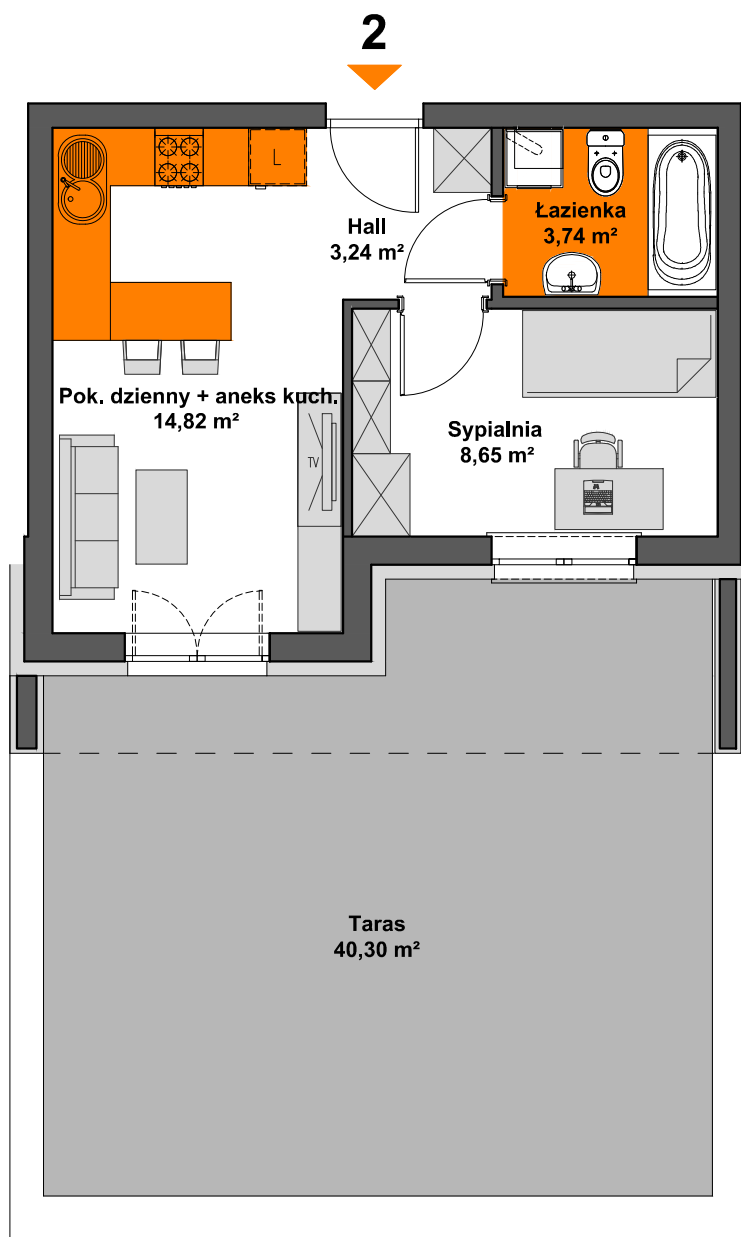 2
L
Hall
3,24 m²
Łazienka
3,74 m²
Pok. dzienny + aneks kuch.
14,82 m²
TV
Sypialnia
8,65 m²
Taras
40,30 m²